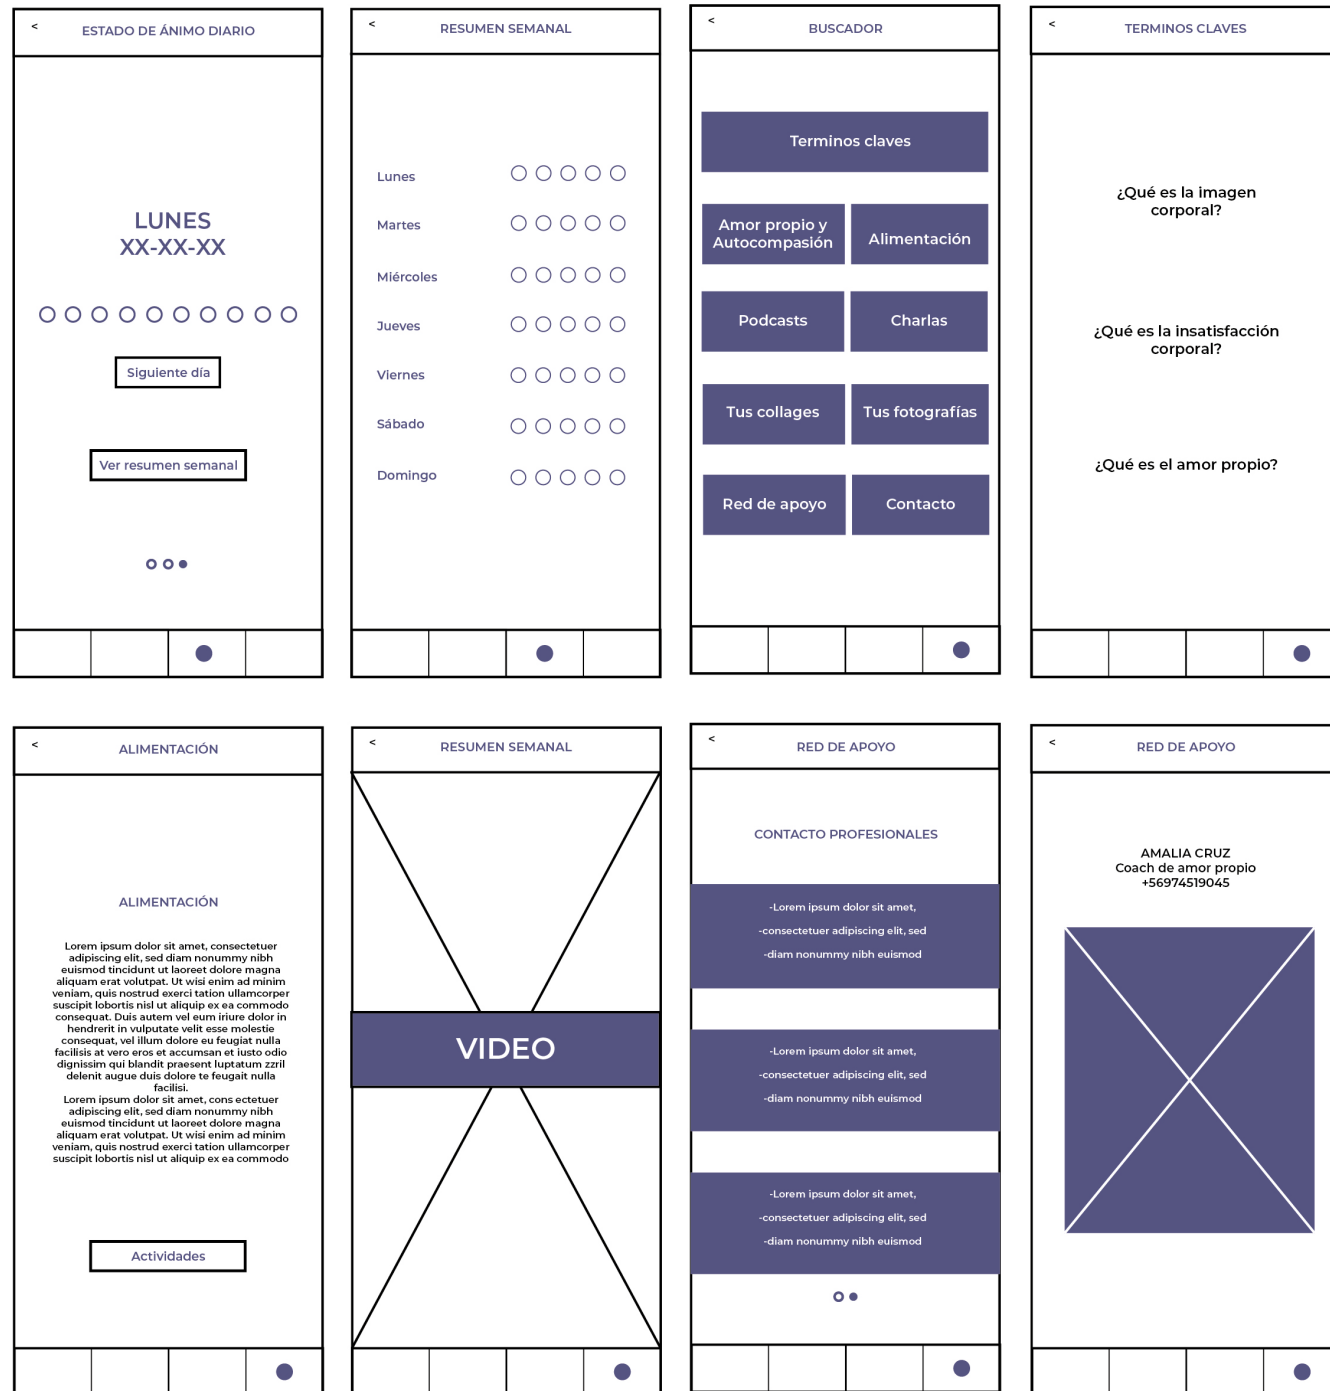 <
ESTADO DE ÁNIMO DIARIO
LUNES
XX-XX-XX
Siguiente día
Ver resumen semanal
<
RESUMEN SEMANAL
Lunes
Martes
Miércoles
Jueves
Viernes
Sábado
Domingo
<
BUSCADOR
Terminos claves
Amor propio y
Autocompasión
Alimentación
Podcasts
Charlas
Tus collages
Tus fotografías
Red de apoyo
Contacto
<
TERMINOS CLAVES
¿Qué es la imagen
corporal?
¿Qué es la insatisfacción
corporal?
¿Qué es el amor propio?
<
ALIMENTACIÓN
ALIMENTACIÓN
Lorem ipsum dolor sit amet, consectetuer
adipiscing elit, sed diam nonummy nibh
euismod tincidunt ut laoreet dolore magna
aliquam erat volutpat. Ut wisi enim ad minim
veniam, quis nostrud exerci tation ullamcorper
suscipit lobortis nisl ut aliquip ex ea commodo
consequat. Duis autem vel eum iriure dolor in
hendrerit in vulputate velit esse molestie
consequat, vel illum dolore eu feugiat nulla
facilisis at vero eros et accumsan et iusto odio
dignissim qui blandit praesent luptatum zzril
delenit augue duis dolore te feugait nulla
facilisi.
Lorem ipsum dolor sit amet, cons ectetuer
adipiscing elit, sed diam nonummy nibh
euismod tincidunt ut laoreet dolore magna
aliquam erat volutpat. Ut wisi enim ad minim
veniam, quis nostrud exerci tation ullamcorper
suscipit lobortis nisl ut aliquip ex ea commodo
Actividades
<
RESUMEN SEMANAL
VIDEO
<
RED DE APOYO
CONTACTO PROFESIONALES
-Lorem ipsum dolor sit amet,
-consectetuer adipiscing elit, sed
-diam nonummy nibh euismod
-Lorem ipsum dolor sit amet,
-consectetuer adipiscing elit, sed
-diam nonummy nibh euismod
-Lorem ipsum dolor sit amet,
-consectetuer adipiscing elit, sed
-diam nonummy nibh euismod
<
RED DE APOYO
AMALIA CRUZ
Coach de amor propio
+56974519045